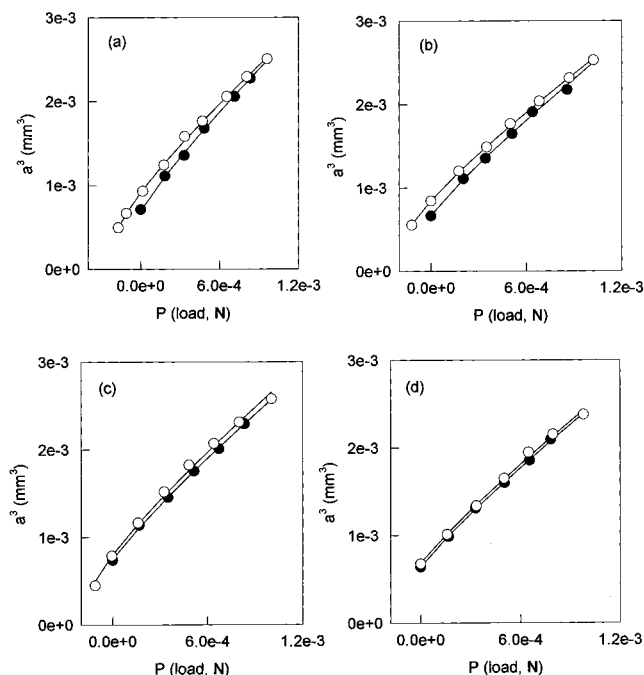 (a)
3e-3
2e-3
1e-3
0e+0
a³ (mm³)
0.0e+0 6.0e-4 1.2e-3
P (load, N)
(b)
3e-3
2e-3
1e-3
0e+0
a³ (mm³)
0.0e+0 6.0e-4 1.2e-3
P (load, N)
(c)
3e-3
2e-3
1e-3
0e+0
a³ (mm³)
0.0e+0 6.0e-4 1.2e-3
P (load, N)
(d)
3e-3
2e-3
1e-3
0e+0
a³ (mm³)
0.0e+0 6.0e-4 1.2e-3
P (load, N)